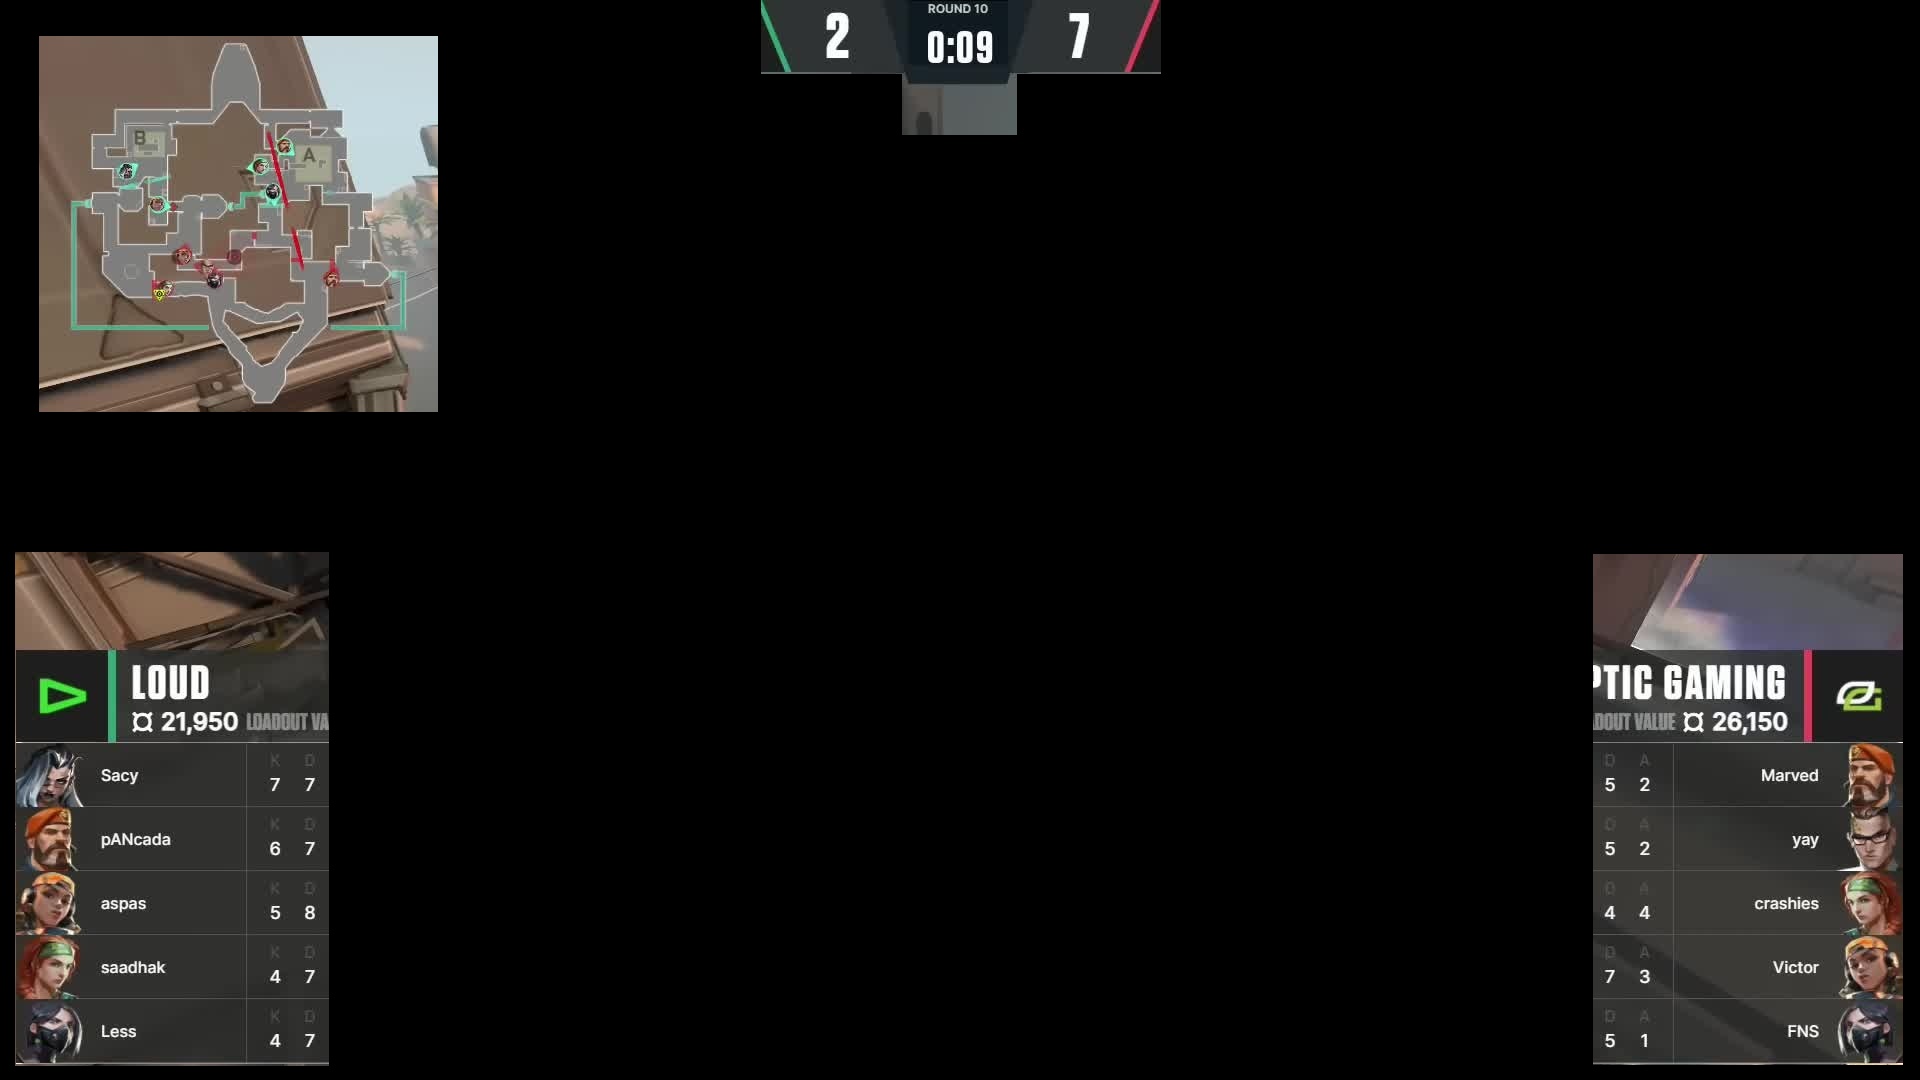 ROUND 10
2
0:09
7
B
A
LOUD
21,950 LOADOUT VA
K D
Sacy 7 7
K D
pANcada 6 7
K D
aspas 5 8
K D
saadhak 4 7
K D
Less 4 7
PTIC GAMING
DOUT VALUE 26,150
D A
5 2 Marved
D A
5 2 yay
D A
4 4 crashies
D A
7 3 Victor
D A
5 1 FNS